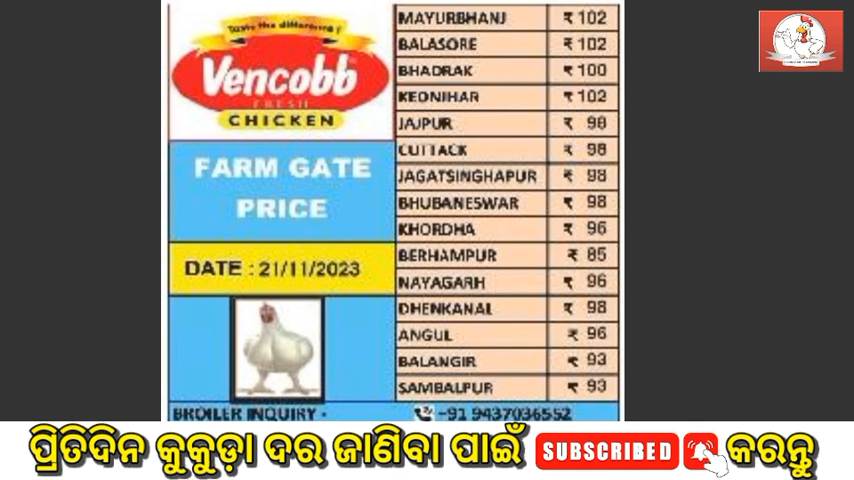 Taste the difference!
Vencobb
FRESH
CHICKEN
FARM GATE
PRICE
DATE : 21/11/2023
MAYURBHANJ ₹ 102
BALASORE ₹ 102
BHADRAK ₹ 100
KEONJHAR ₹ 102
JAJPUR ₹ 98
CUTTACK ₹ 98
JAGATSINGHAPUR ₹ 98
BHUBANESWAR ₹ 98
KHORDHA ₹ 96
BERHAMPUR ₹ 85
NAYAGARH ₹ 96
DHENKANAL ₹ 98
ANGUL ₹ 96
BALANGIR ₹ 93
SAMBALPUR ₹ 93
BROILER INQUIRY - +91 9437036552
ପ୍ରିତିଦିନ କୁକୁଡ଼ା ଦର ଜାଣିବା ପାଇଁ SUBSCRIBED କରନ୍ତୁ